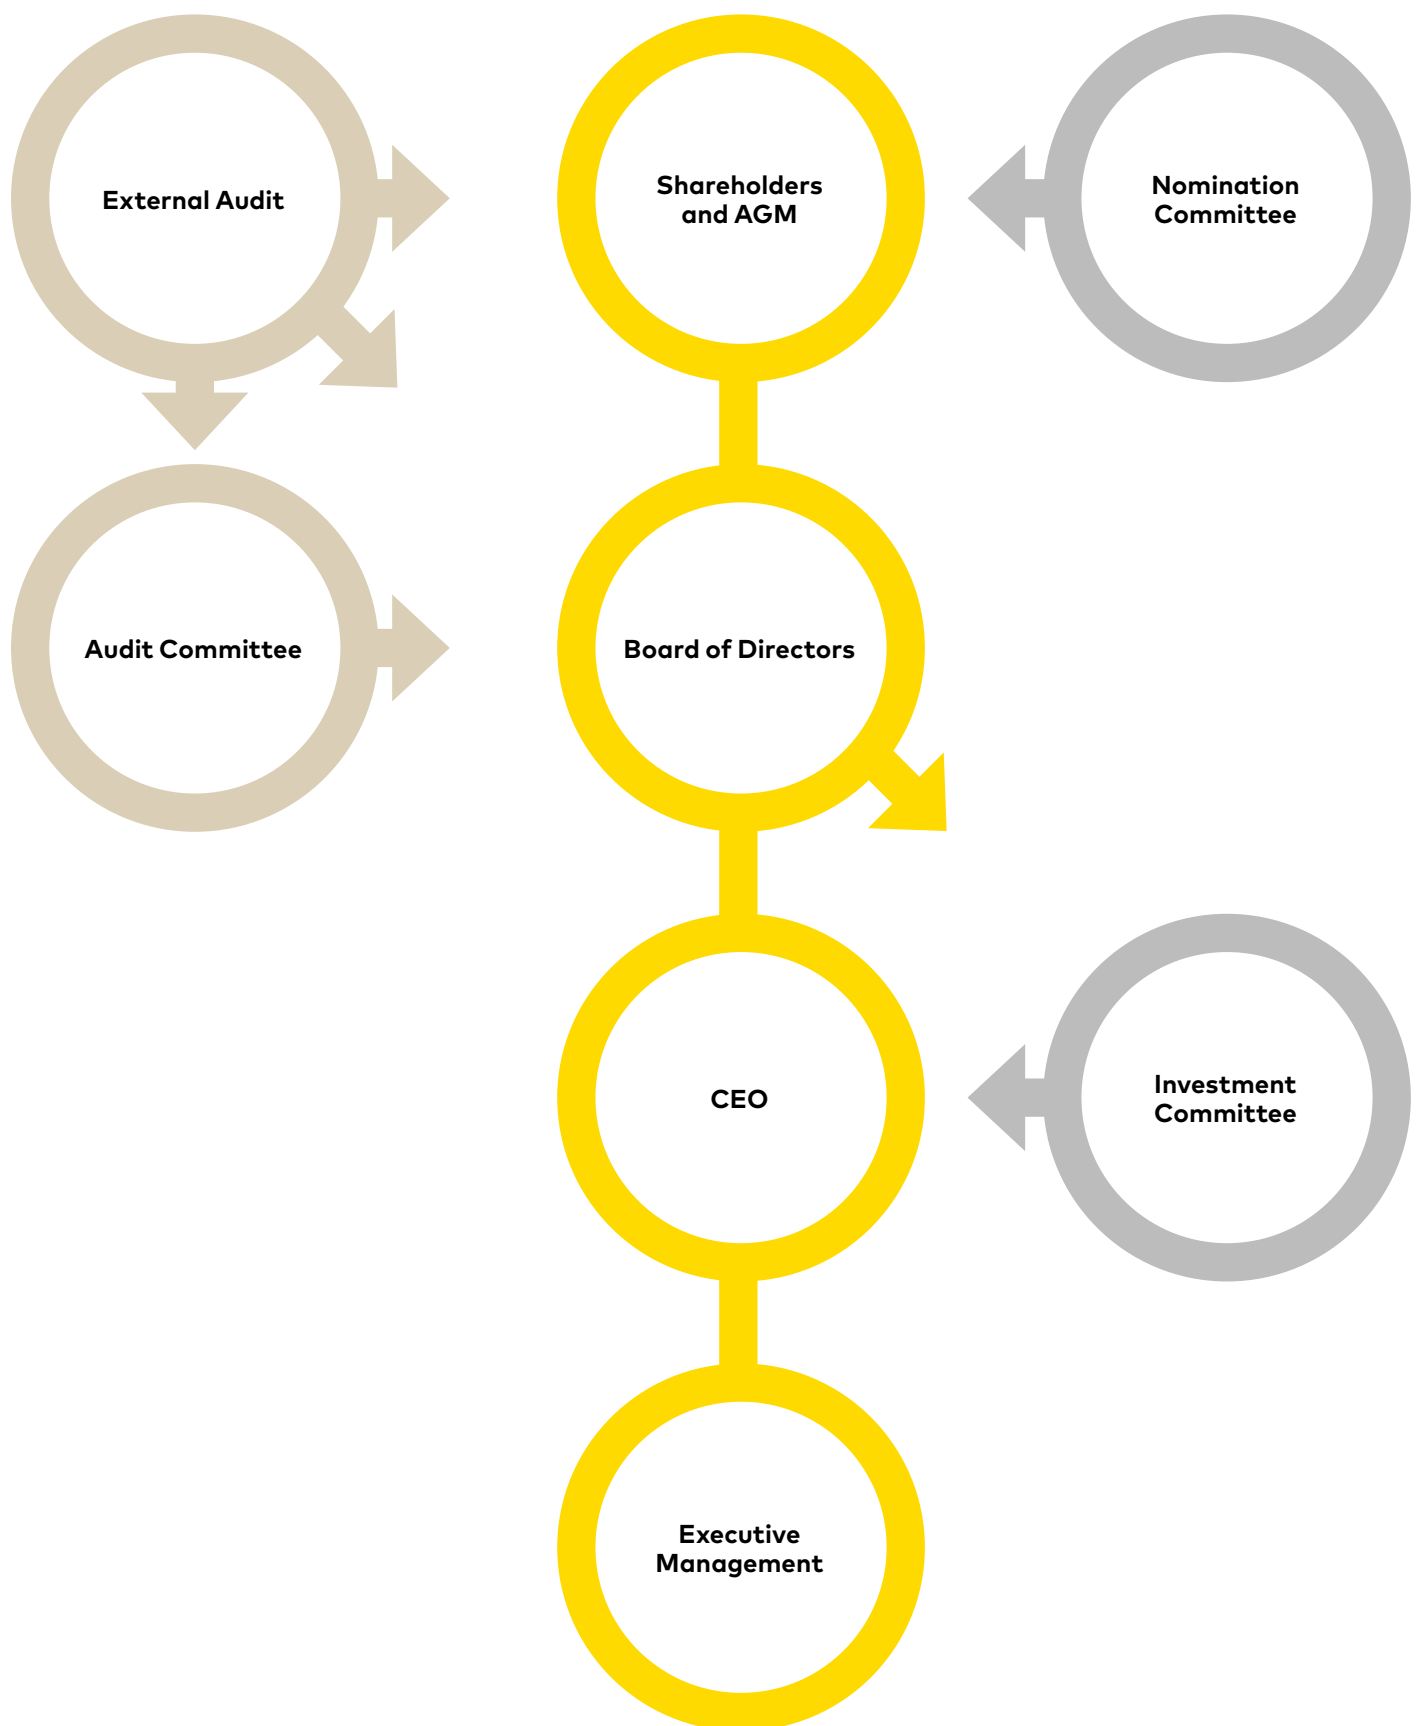 External Audit
Shareholders
and AGM
Nomination
Committee
Audit Committee
Board of Directors
CEO
Investment
Committee
Executive
Management